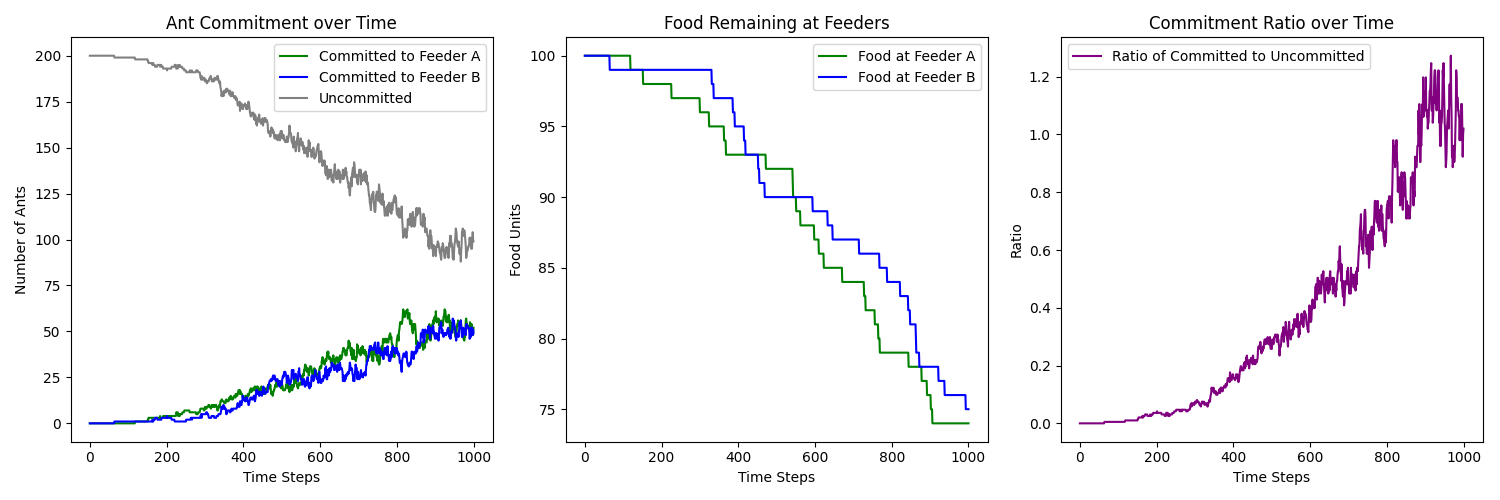 Ant Commitment over Time
Number of Ants
200
175
150
125
100
75
50
25
0
Committed to Feeder A
Committed to Feeder B
Uncommitted
0 200 400 600 800 1000
Time Steps
Food Remaining at Feeders
Food Units
100
95
90
85
80
75
Food at Feeder A
Food at Feeder B
0 200 400 600 800 1000
Time Steps
Commitment Ratio over Time
Ratio
1.2
1.0
0.8
0.6
0.4
0.2
0.0
Ratio of Committed to Uncommitted
0 200 400 600 800 1000
Time Steps